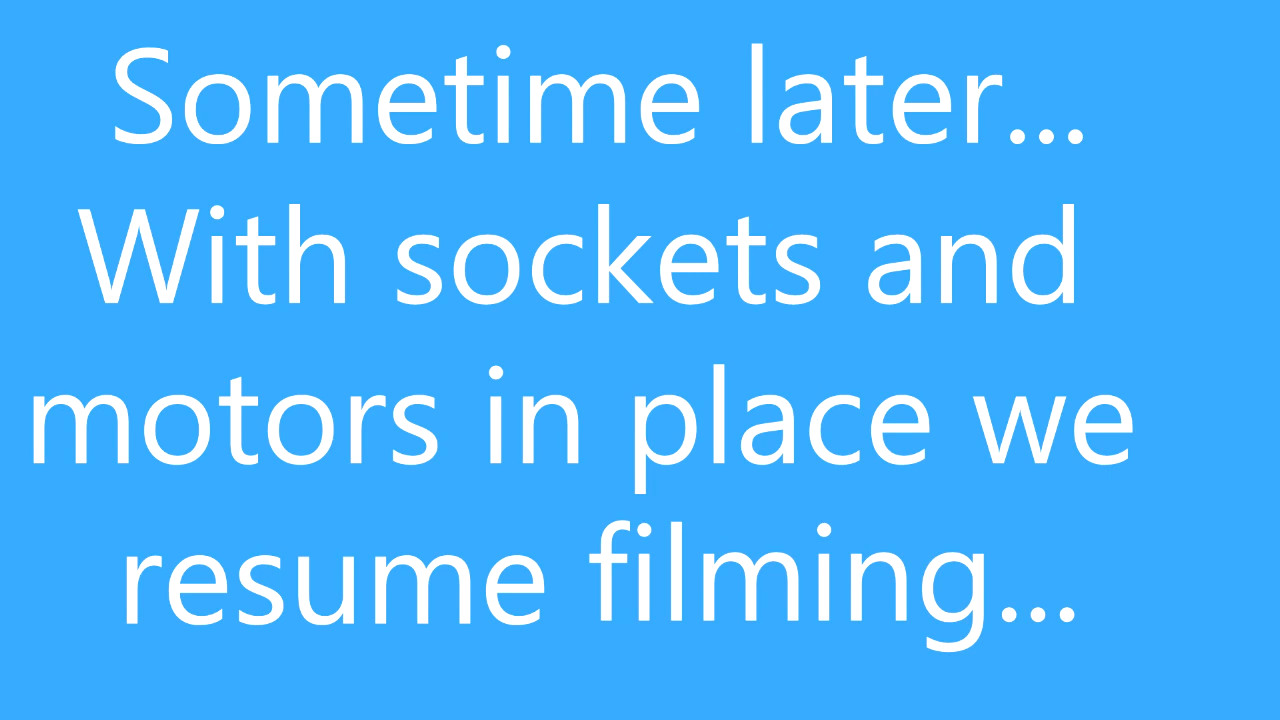 Sometime later...
With sockets and
motors in place we
resume filming...